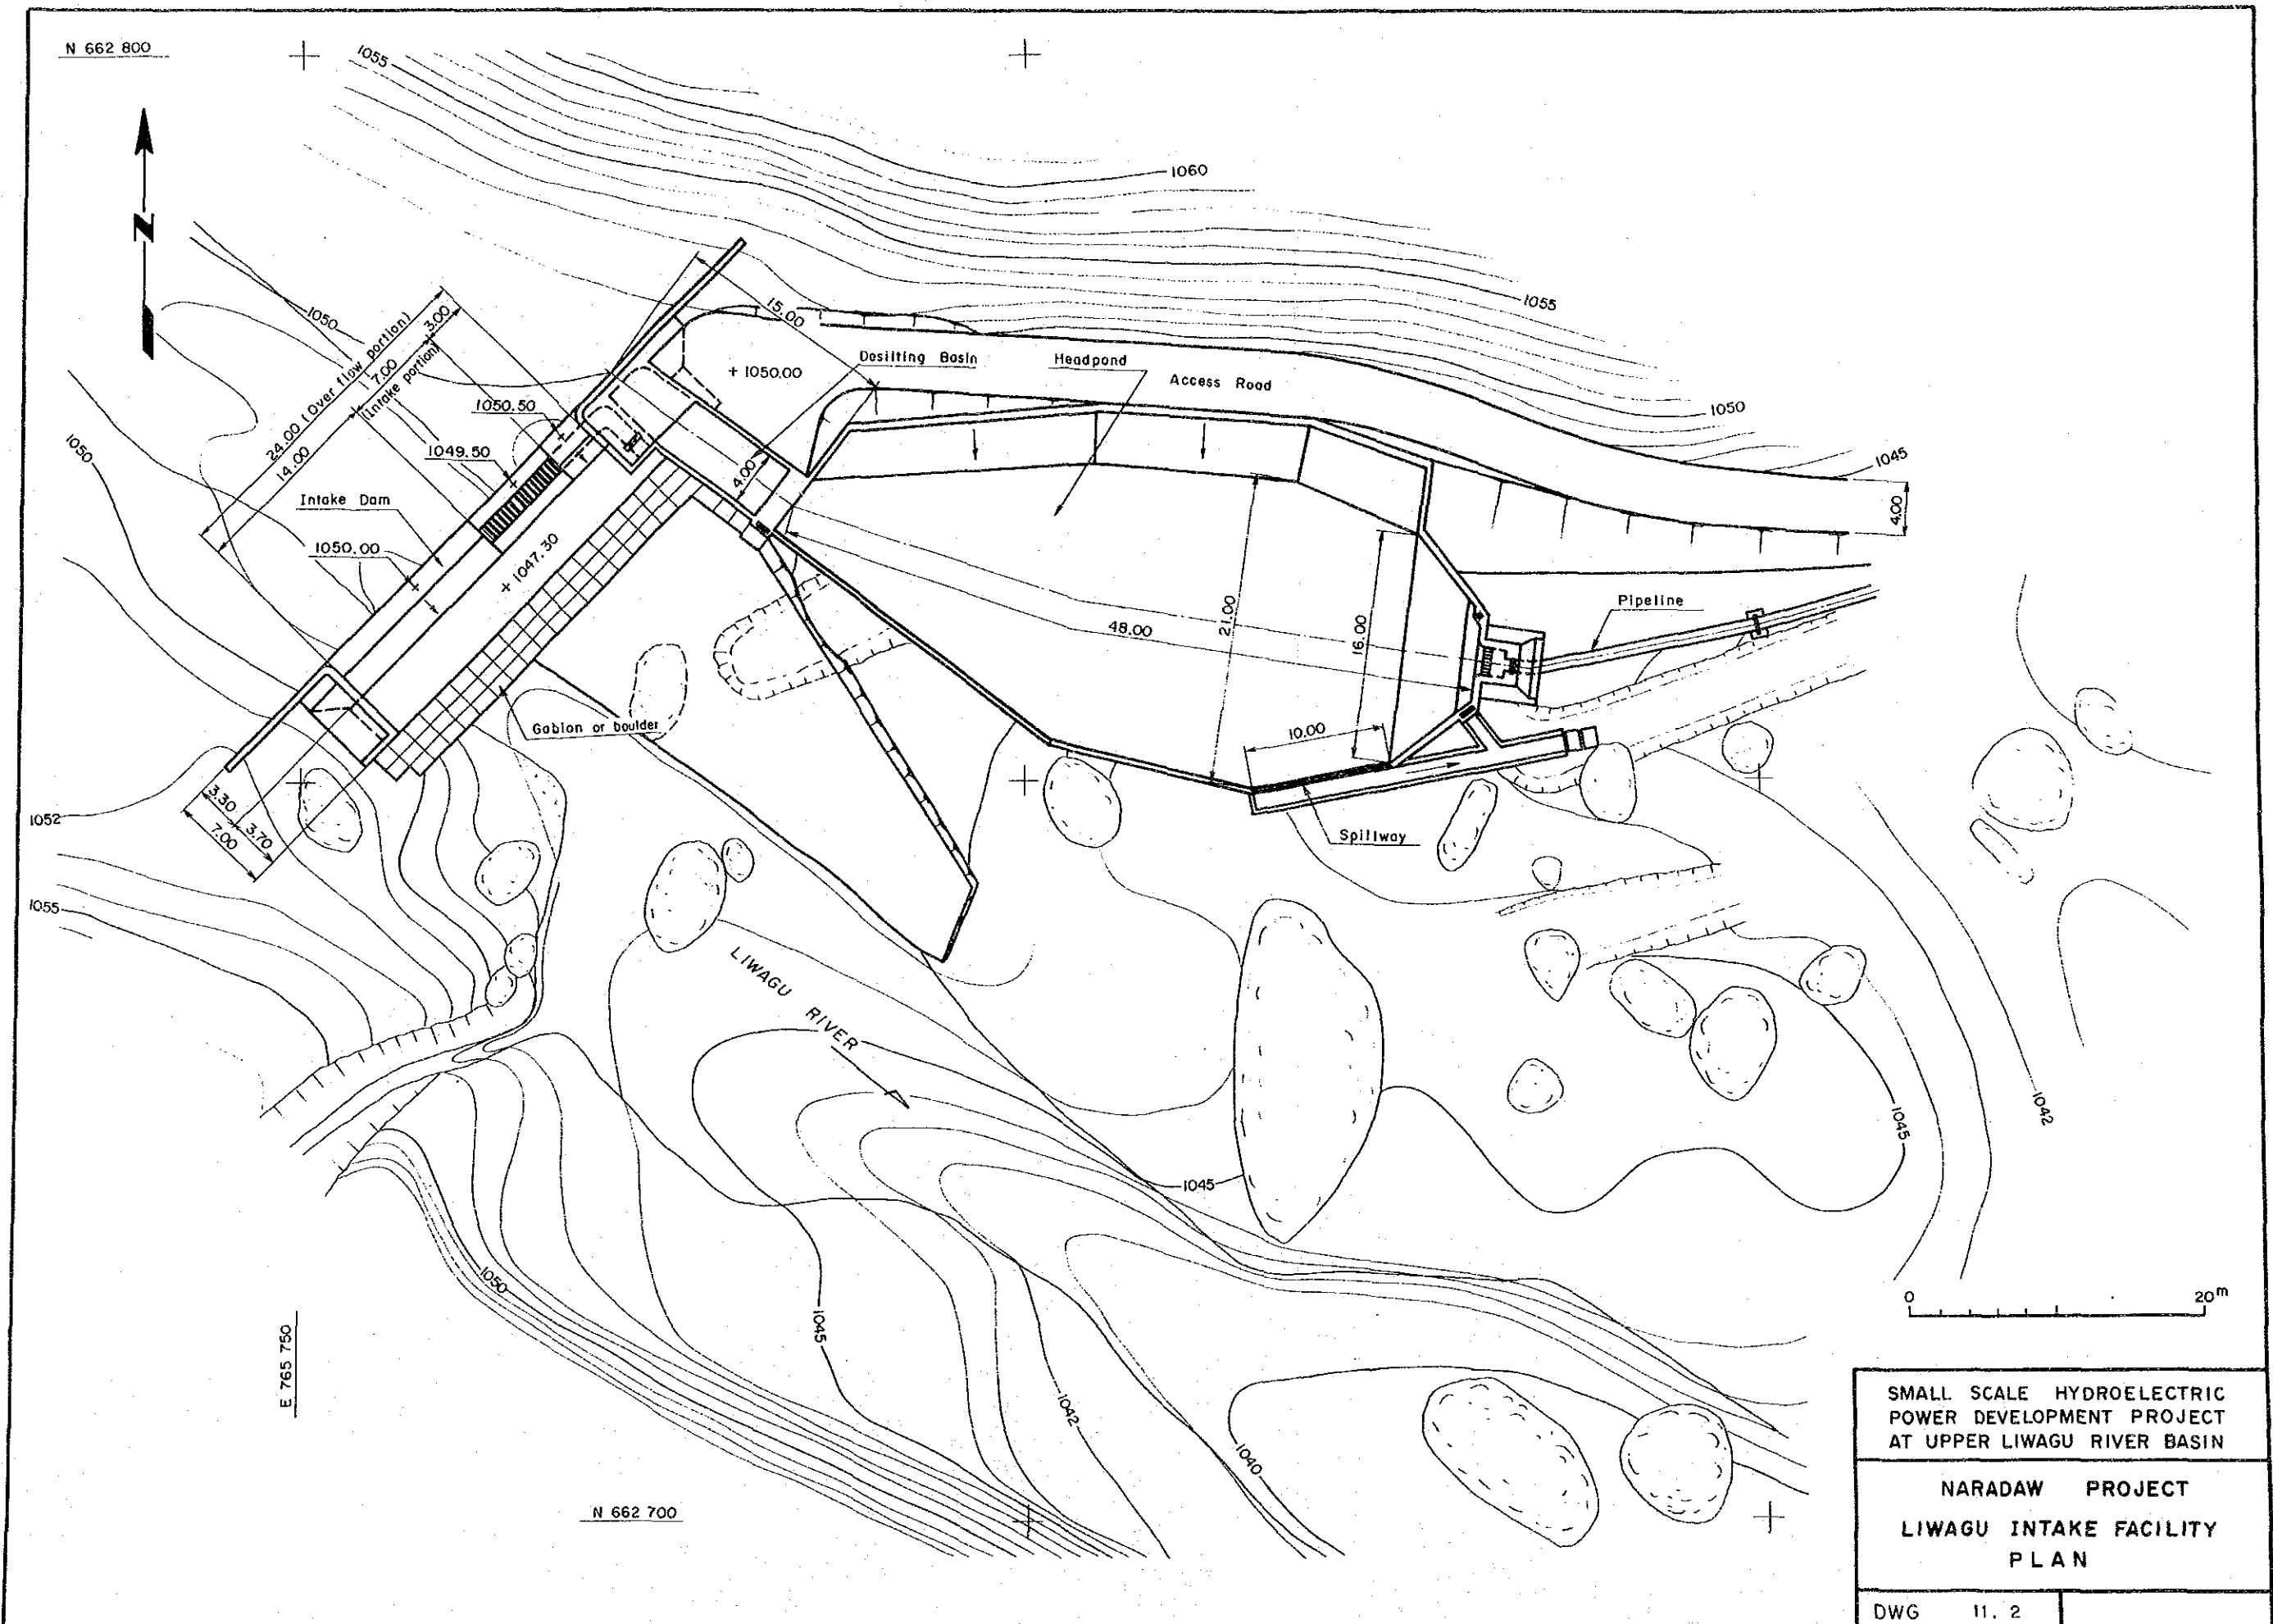 N 662 800
1055
1060
N
1050
15.00
1055
24.00 (Over flow portion)
3.00
7.00
(Intake portion)
14.00
+ 1050.00
Desilting Basin
Headpond
Access Road
1050.50
1050
1050
1049.50
1045
4.00
Intake Dam
4.00
1050.00
+ 1047.30
Pipeline
48.00
21.00
16.00
Gabion or boulder
10.00
3.30
3.70
7.00
1052
Spillway
1055
LIWAGU RIVER
1042
1045
1045
1050
0 20m
1045
E 765 750
1042
1040
N 662 700
SMALL SCALE HYDROELECTRIC
POWER DEVELOPMENT PROJECT
AT UPPER LIWAGU RIVER BASIN
NARADAW PROJECT
LIWAGU INTAKE FACILITY
PLAN
DWG 11. 2